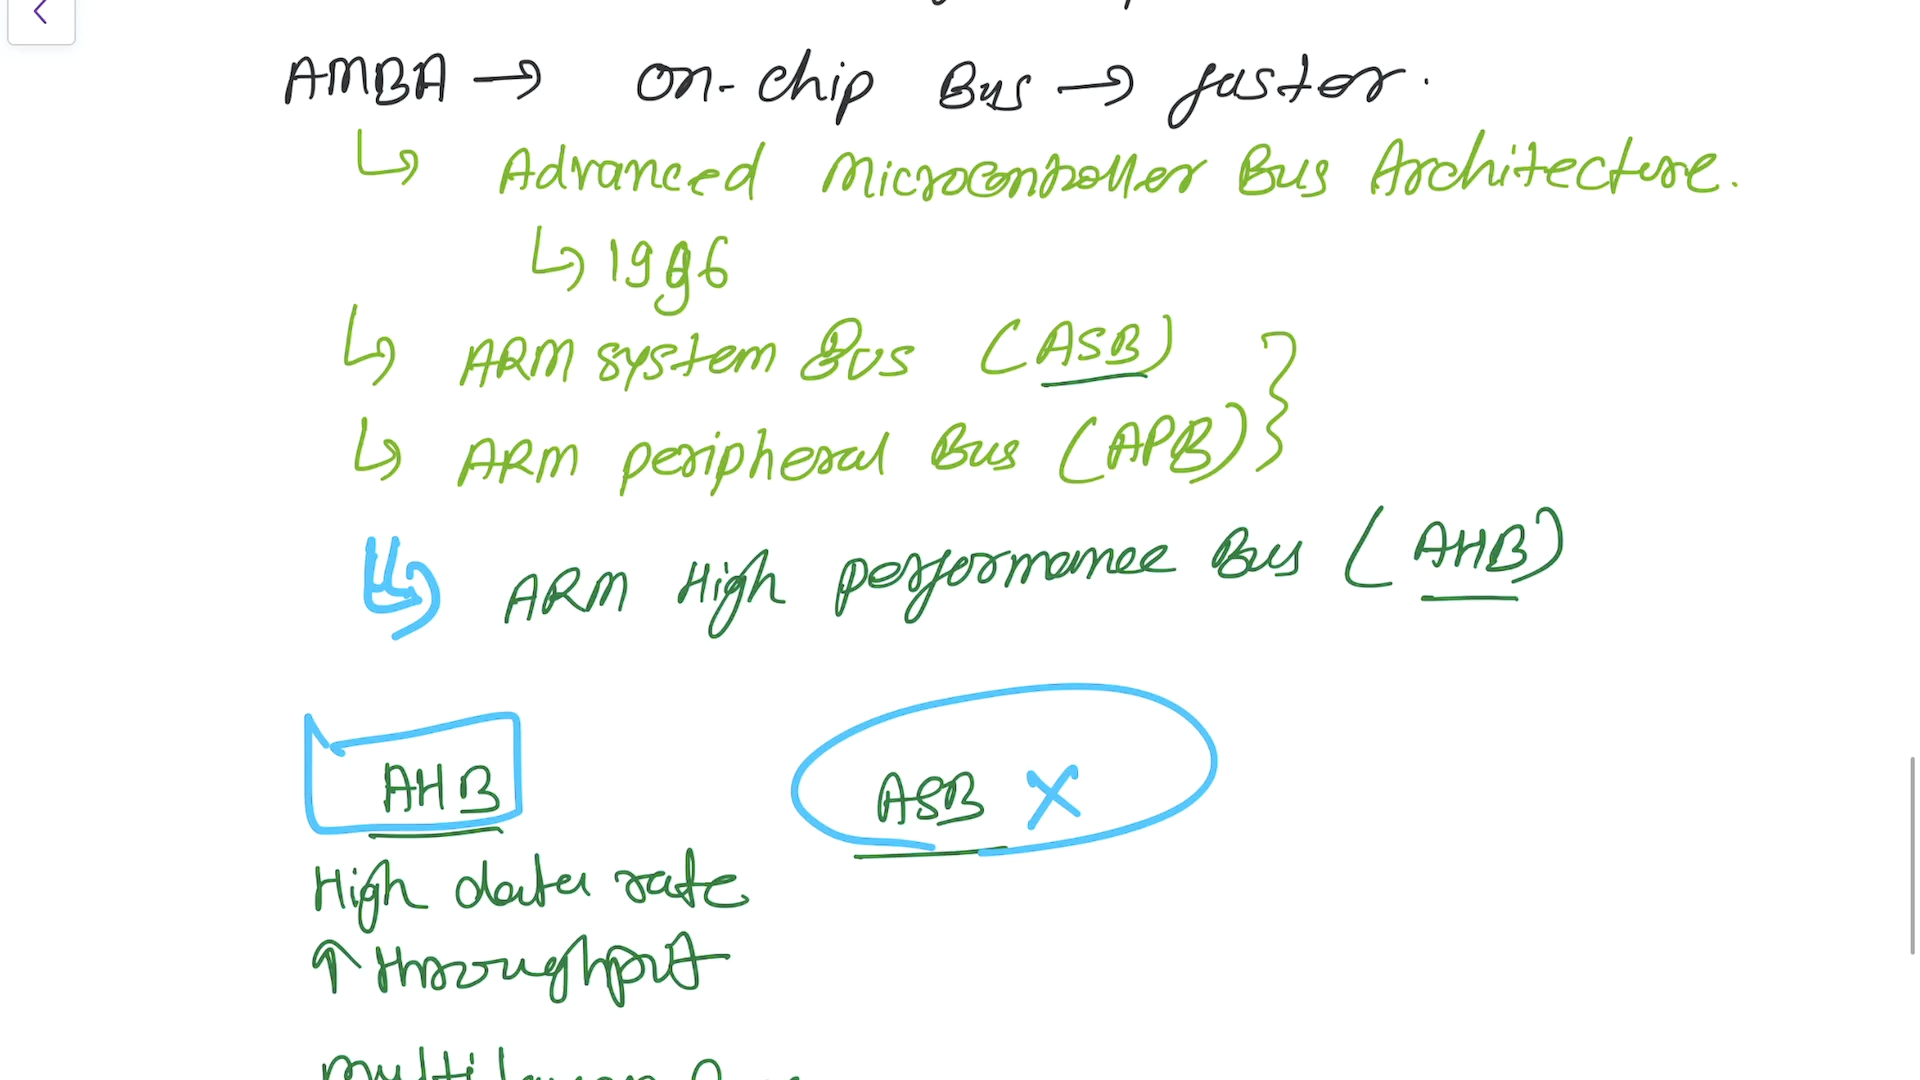 AMBA → on-chip Bus → faster.
↳ Advanced Microcontroller Bus Architecture.
↳ 1996
↳ ARM system Bus (ASB)
↳ ARM peripheral Bus (APB) }
↳ ARM High performance Bus (AHB)
AHB ASB X
High data rate
↑ throughput
multi